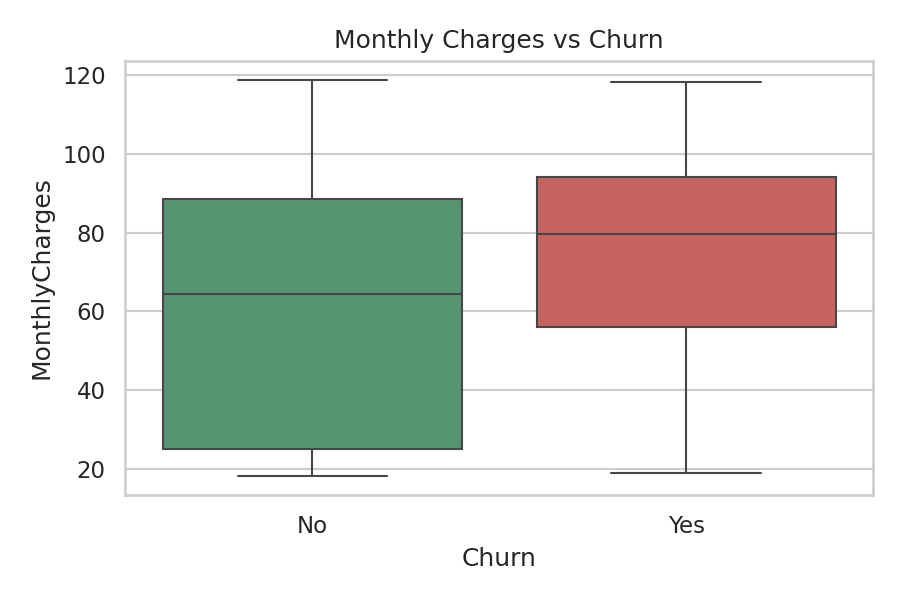 Monthly Charges vs Churn
MonthlyCharges
120
100
80
60
40
20
No
Yes
Churn